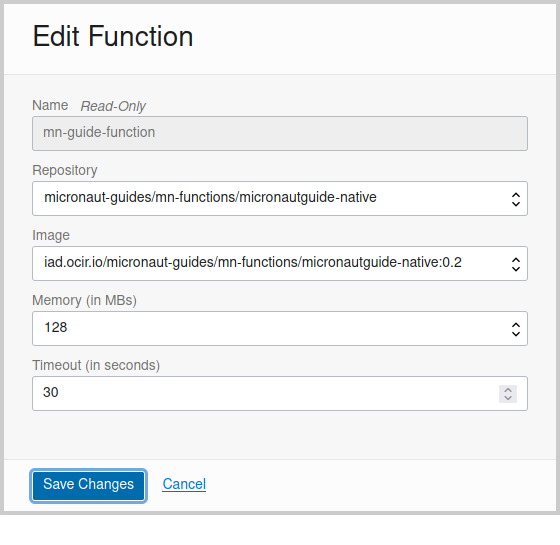 Edit Function
Name Read-Only
mn-guide-function
Repository
micronaut-guides/mn-functions/micronautguide-native
Image
iad.ocir.io/micronaut-guides/mn-functions/micronautguide-native:0.2
Memory (in MBs)
128
Timeout (in seconds)
30
Save Changes Cancel